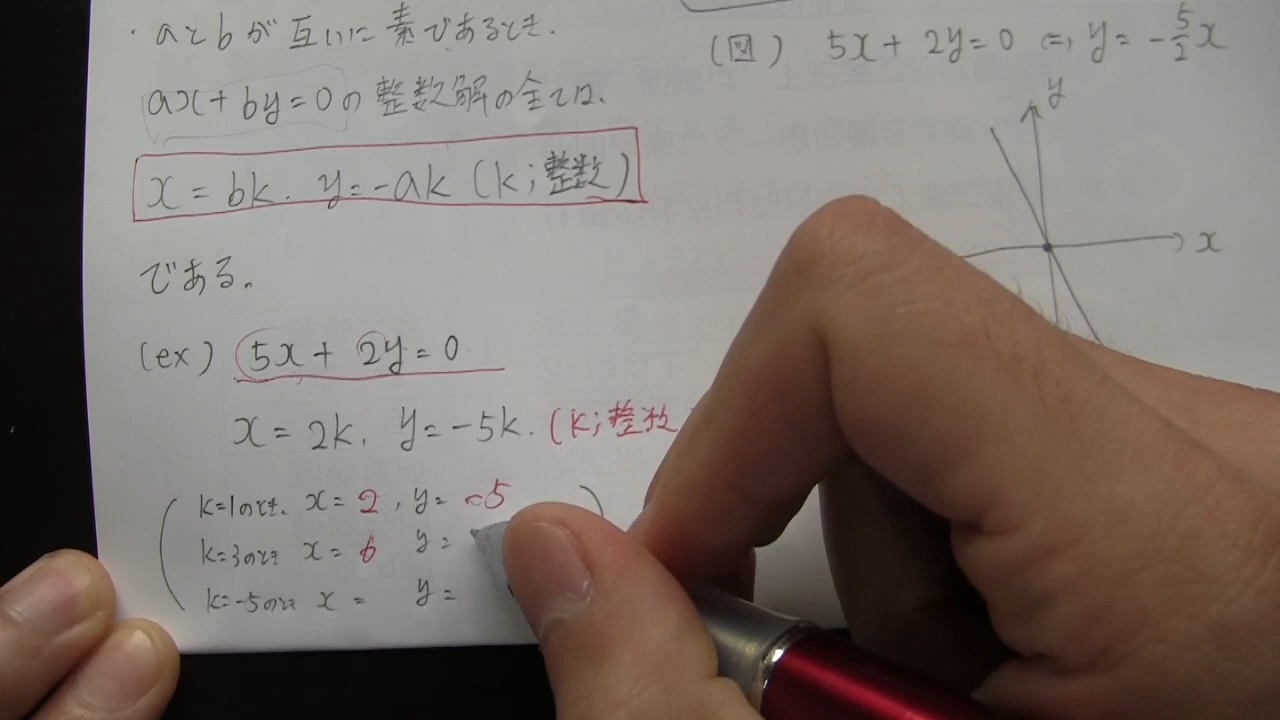 ・aとbが互いに素であるとき.
ax+by=0の整数解の全ては.
x=bk. y=-ak (k;整数)
である.
(ex) 5x+2y=0
x=2k. y=-5k. (k;整数)
k=1のとき. x=2, y=-5
k=3のとき x=6 y=
k=-5のとき x= y=
(図) 5x+2y=0 ⇔ y=-5/2x
y
x